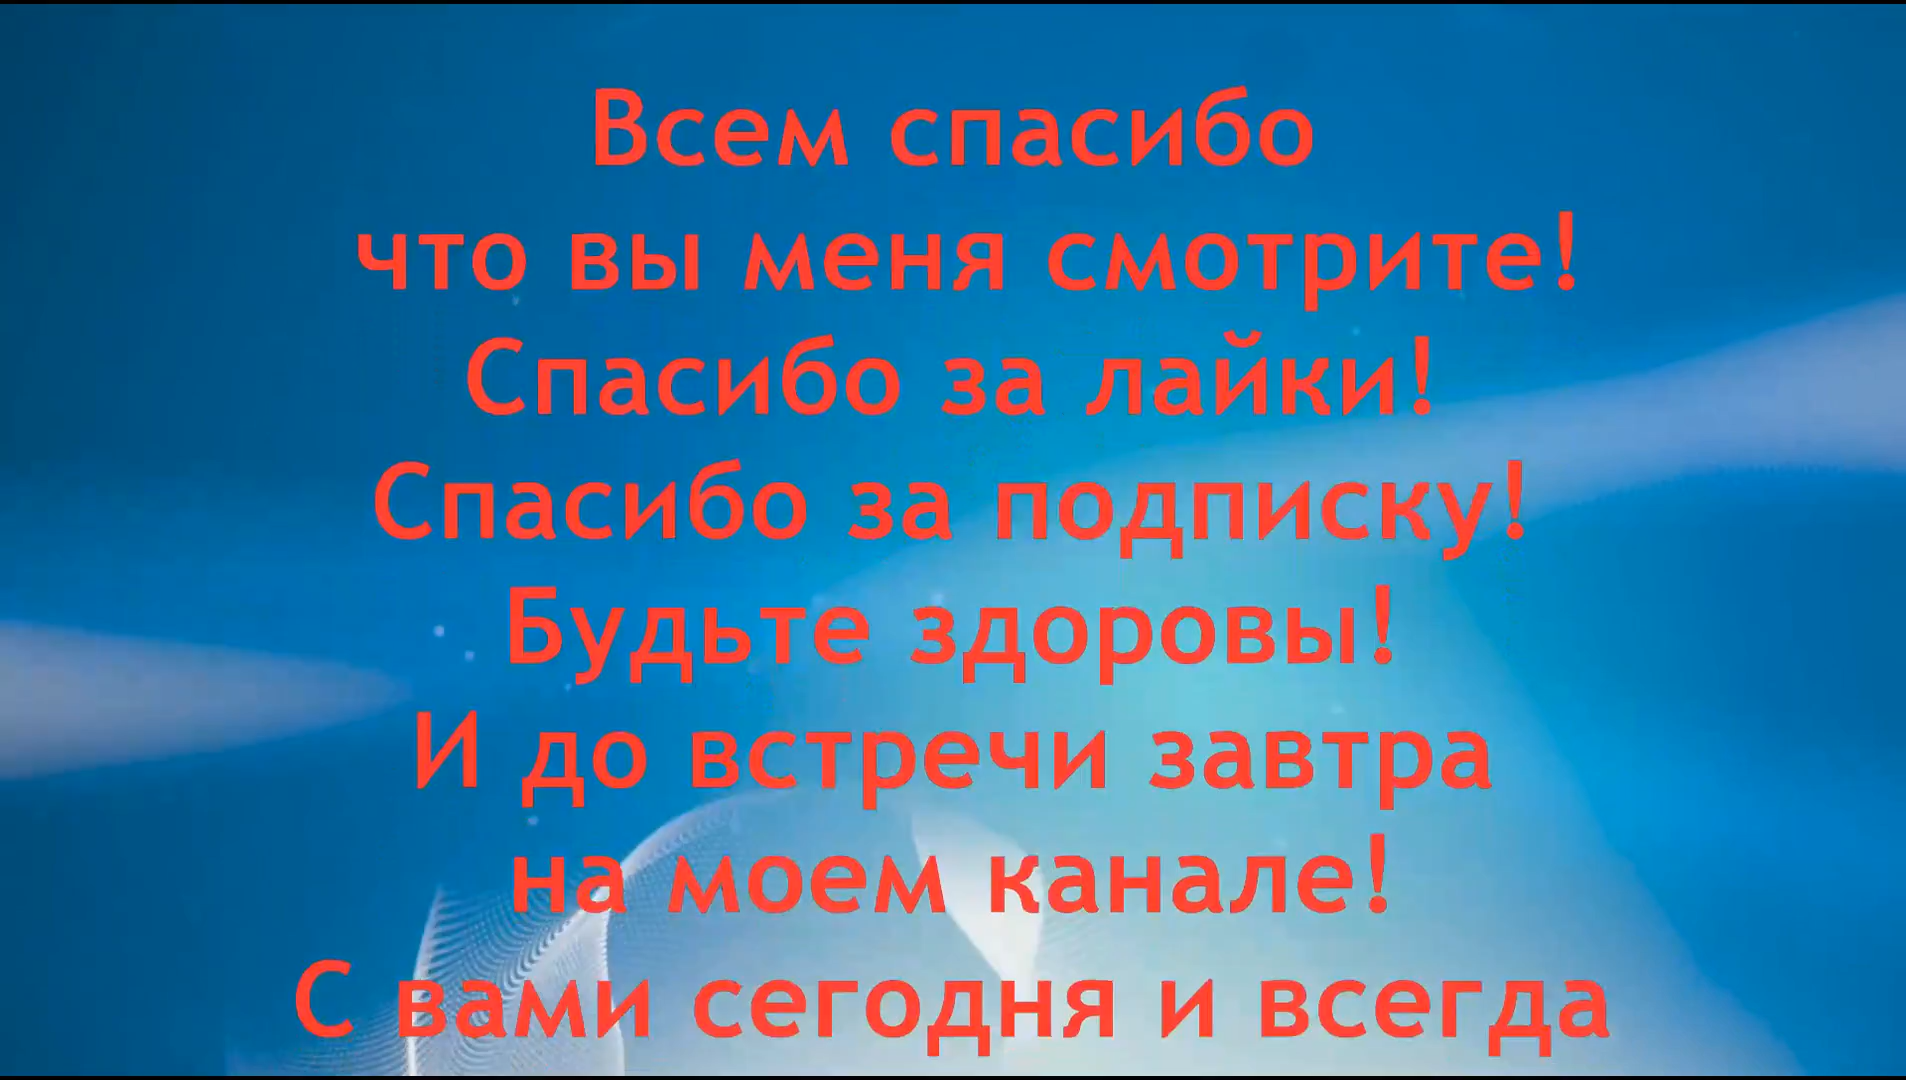 Всем спасибо
что вы меня смотрите!
Спасибо за лайки!
Спасибо за подписку!
Будьте здоровы!
И до встречи завтра
на моем канале!
С вами сегодня и всегда